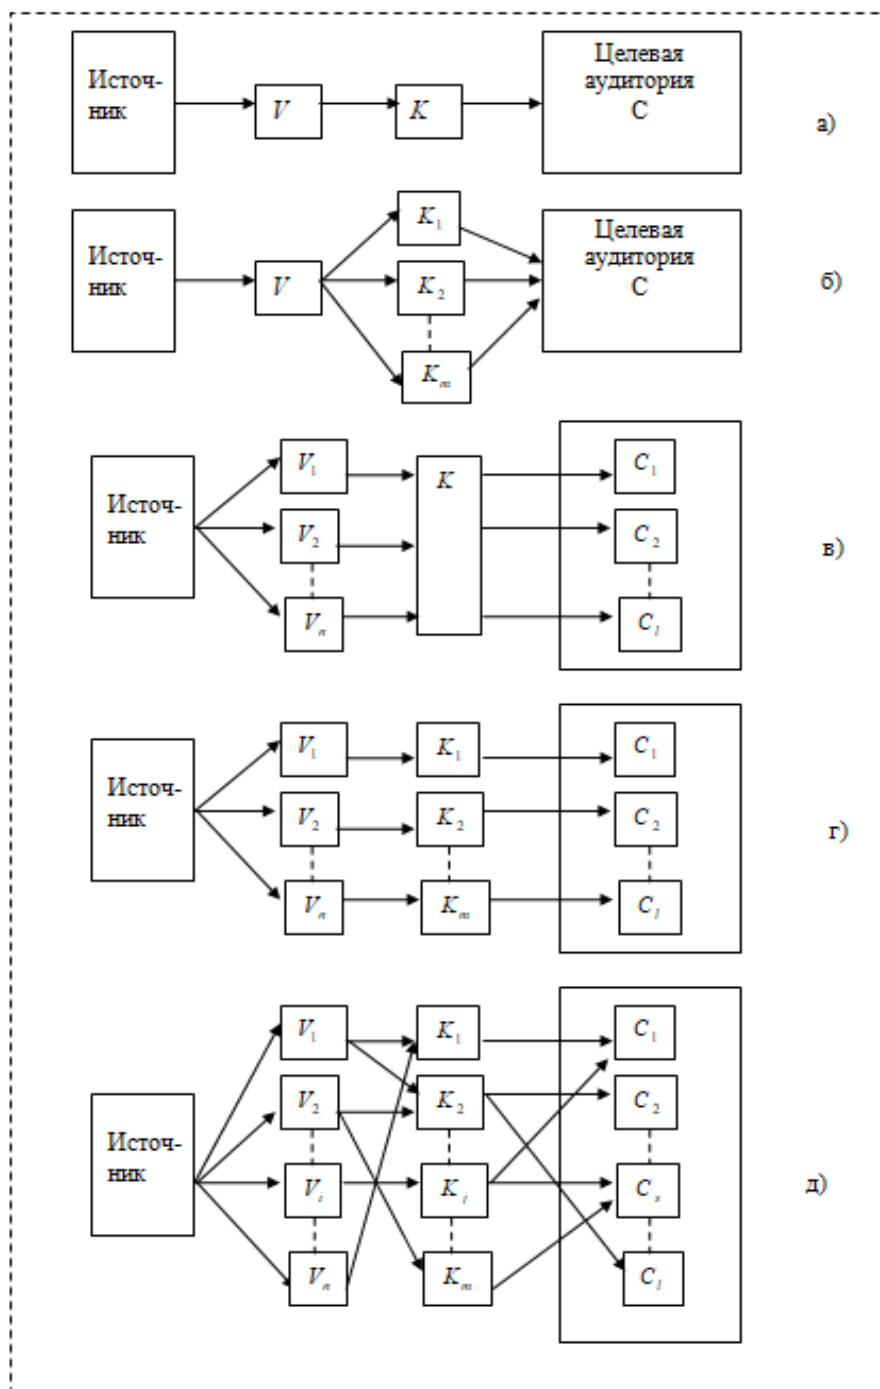 Источ-
ник
V
K
Целевая
аудитория
С
а)
Источ-
ник
V
K₁
K₂
Kₘ
Целевая
аудитория
С
б)
Источ-
ник
V₁
V₂
Vₙ
K
C₁
C₂
Cₗ
в)
Источ-
ник
V₁
V₂
Vₙ
K₁
K₂
Kₘ
C₁
C₂
Cₗ
г)
Источ-
ник
V₁
V₂
Vᵢ
Vₙ
K₁
K₂
Kⱼ
Kₘ
C₁
C₂
Cₛ
Cₗ
д)